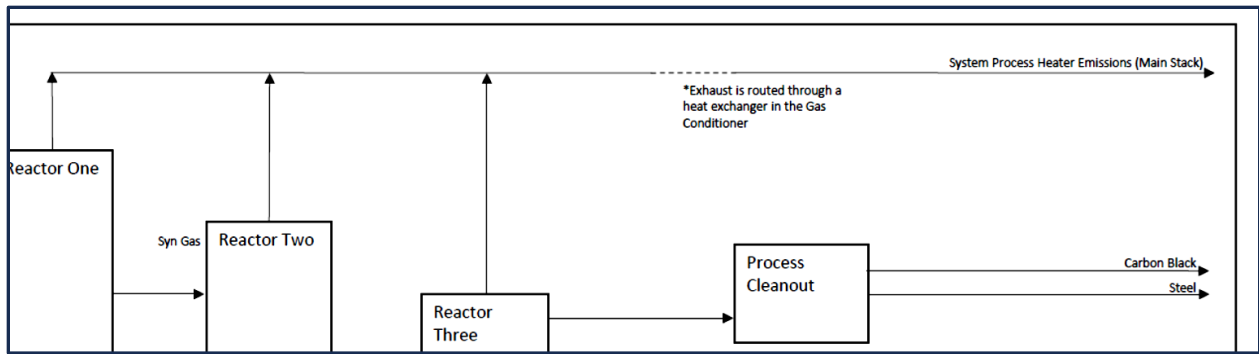 System Process Heater Emissions (Main Stack)
*Exhaust is routed through a
heat exchanger in the Gas
Conditioner
Reactor One
Syn Gas
Reactor Two
Process
Cleanout
Carbon Black
Steel
Reactor
Three